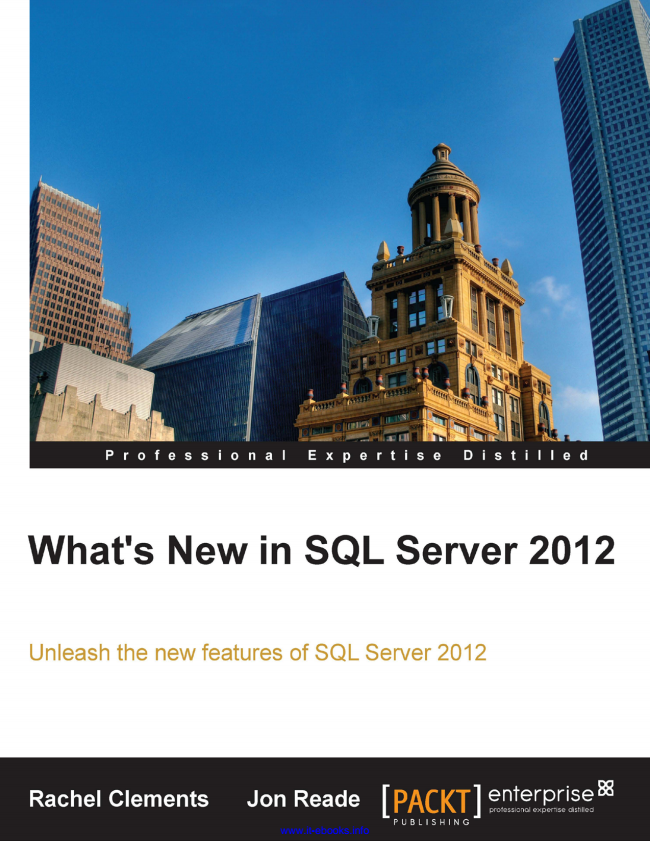 Professional Expertise Distilled
What's New in SQL Server 2012
Unleash the new features of SQL Server 2012
Rachel Clements Jon Reade [PACKT] enterprise
PUBLISHING professional expertise distilled